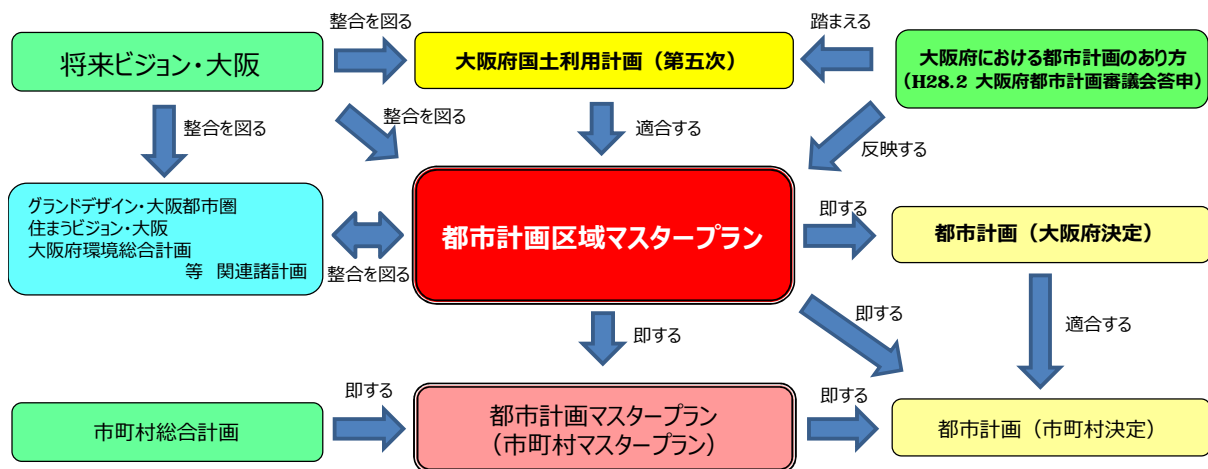 整合を図る
踏まえる
将来ビジョン・大阪
大阪府国土利用計画（第五次）
大阪府における都市計画のあり方
（H28.2 大阪府都市計画審議会答申）
整合を図る
整合を図る
適合する
反映する
グランドデザイン・大阪都市圏
住まうビジョン・大阪
大阪府環境総合計画
等　関連諸計画
整合を図る
都市計画区域マスタープラン
即する
都市計画（大阪府決定）
即する
即する
適合する
市町村総合計画
即する
都市計画マスタープラン
（市町村マスタープラン）
即する
都市計画（市町村決定）